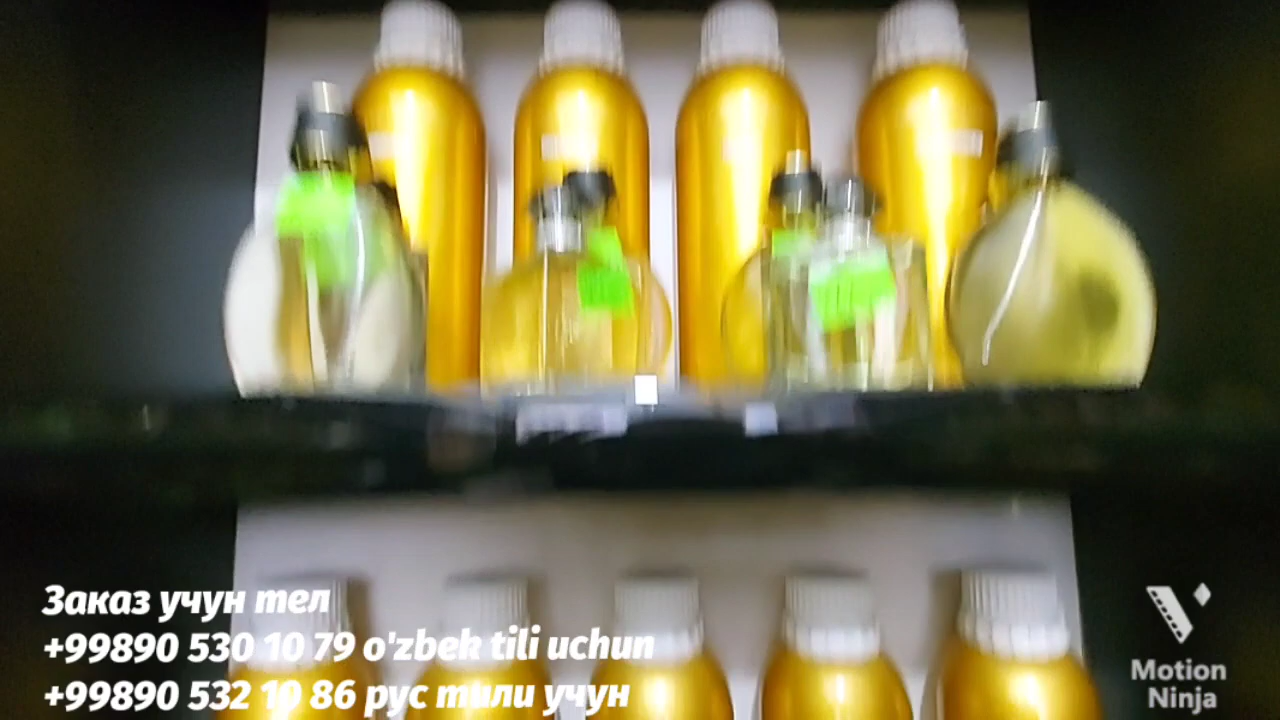 Заказ учун тел
+99890 530 10 79 o'zbek tili uchun
+99890 532 10 86 рус тили учун
Motion
Ninja